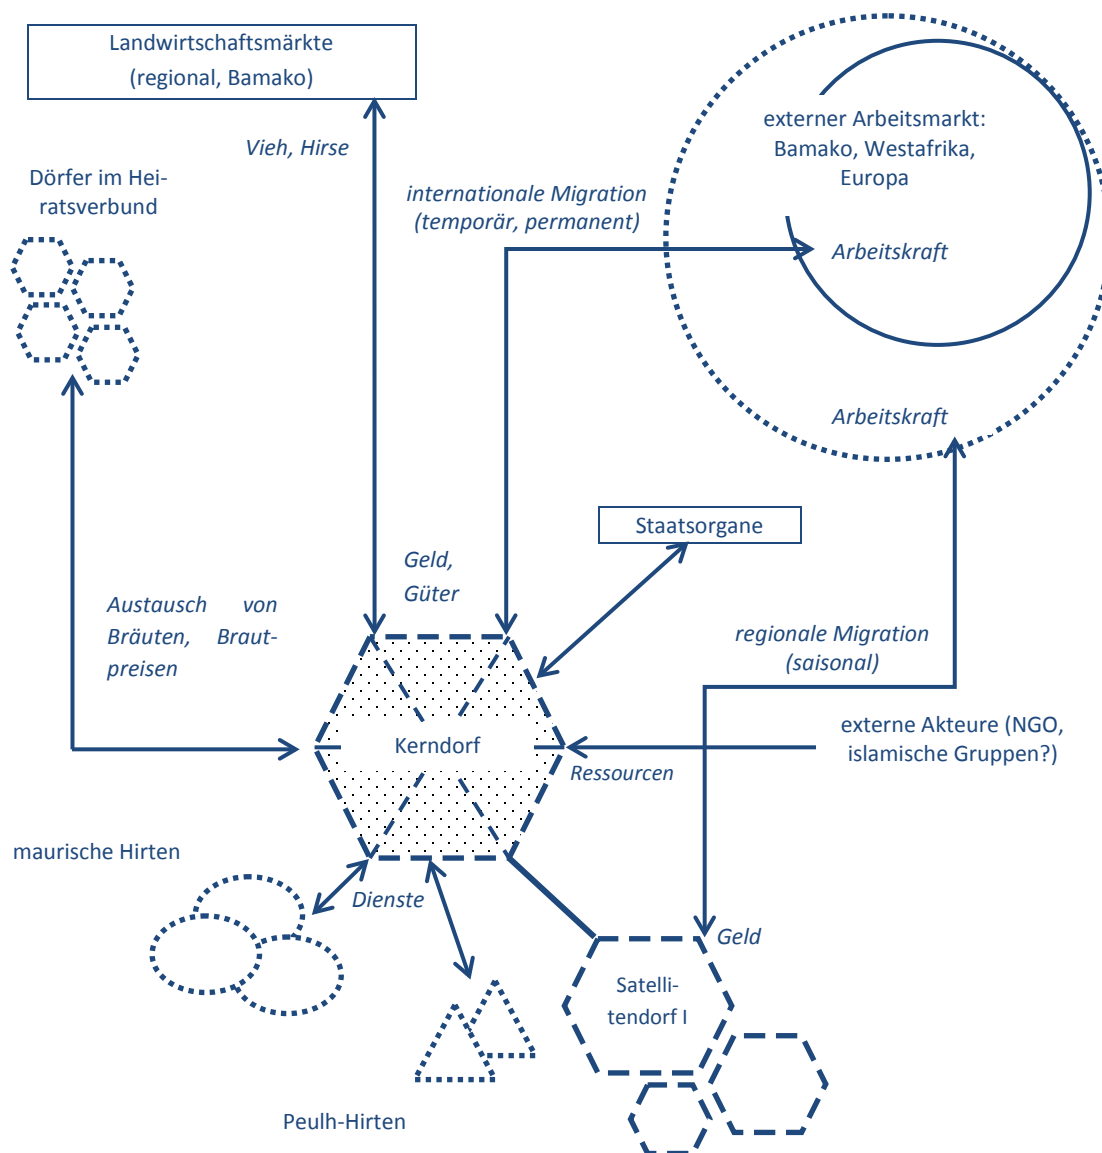 Landwirtschaftsmärkte
(regional, Bamako)
Vieh, Hirse
externer Arbeitsmarkt:
Bamako, Westafrika,
Europa
Dörfer im Hei-
ratsverbund
internationale Migration
(temporär, permanent)
Arbeitskraft
Arbeitskraft
Staatsorgane
Geld,
Güter
Austausch von
Bräuten, Braut-
preisen
regionale Migration
(saisonal)
Kerndorf
externe Akteure (NGO,
islamische Gruppen?)
Ressourcen
maurische Hirten
Dienste
Geld
Satelli-
tendorf I
Peulh-Hirten